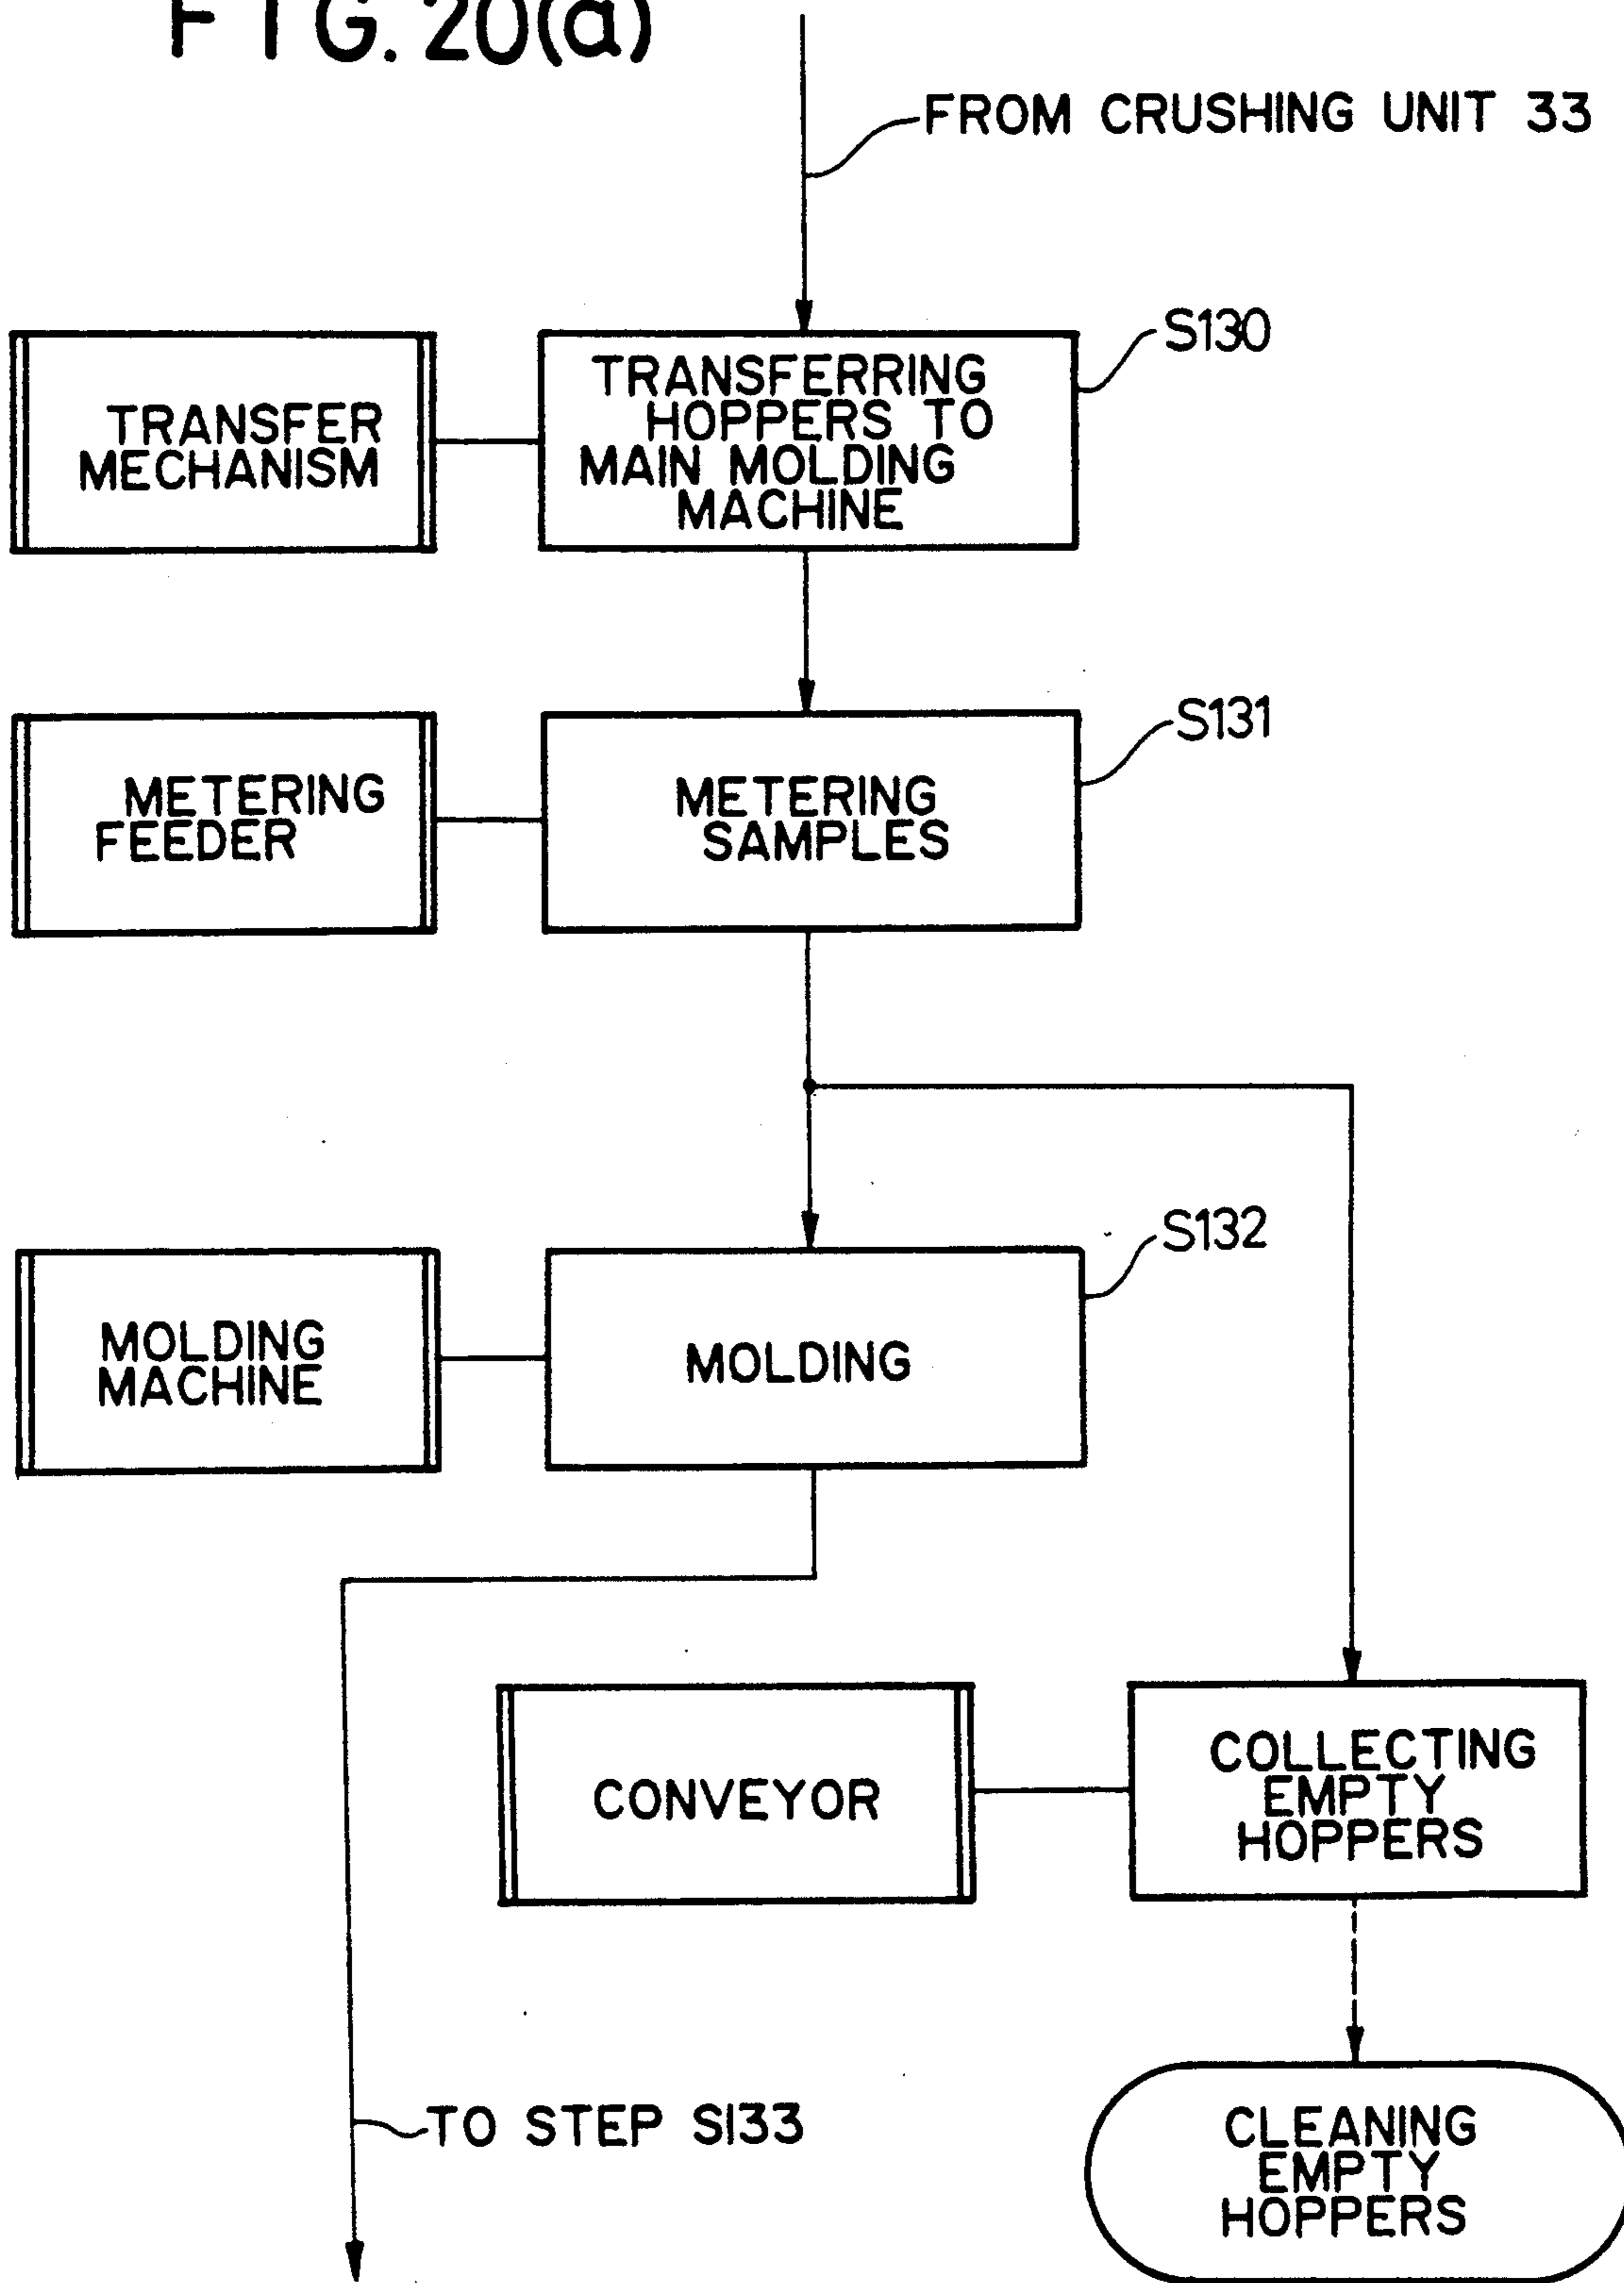 FIG. 20(a)
FROM CRUSHING UNIT 33
S130
TRANSFER
MECHANISM
TRANSFERRING
HOPPERS TO
MAIN MOLDING
MACHINE
S131
METERING
FEEDER
METERING
SAMPLES
S132
MOLDING
MACHINE
MOLDING
CONVEYOR
COLLECTING
EMPTY
HOPPERS
TO STEP S133
CLEANING
EMPTY
HOPPERS